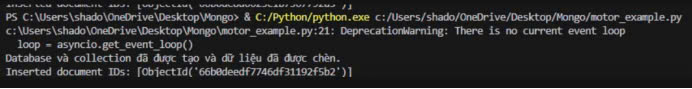 PS C:\Users\shado\OneDrive\Desktop\Mongo> & C:/Python/python.exe c:/Users/shado/OneDrive/Desktop/Mongo/motor_example.py
c:\Users\shado\OneDrive\Desktop\Mongo\motor_example.py:21: DeprecationWarning: There is no current event loop
  loop = asyncio.get_event_loop()
Database và collection đã được tạo và dữ liệu đã được chèn.
Inserted document IDs: [ObjectId('66b0deedf7746df31192f5b2')]